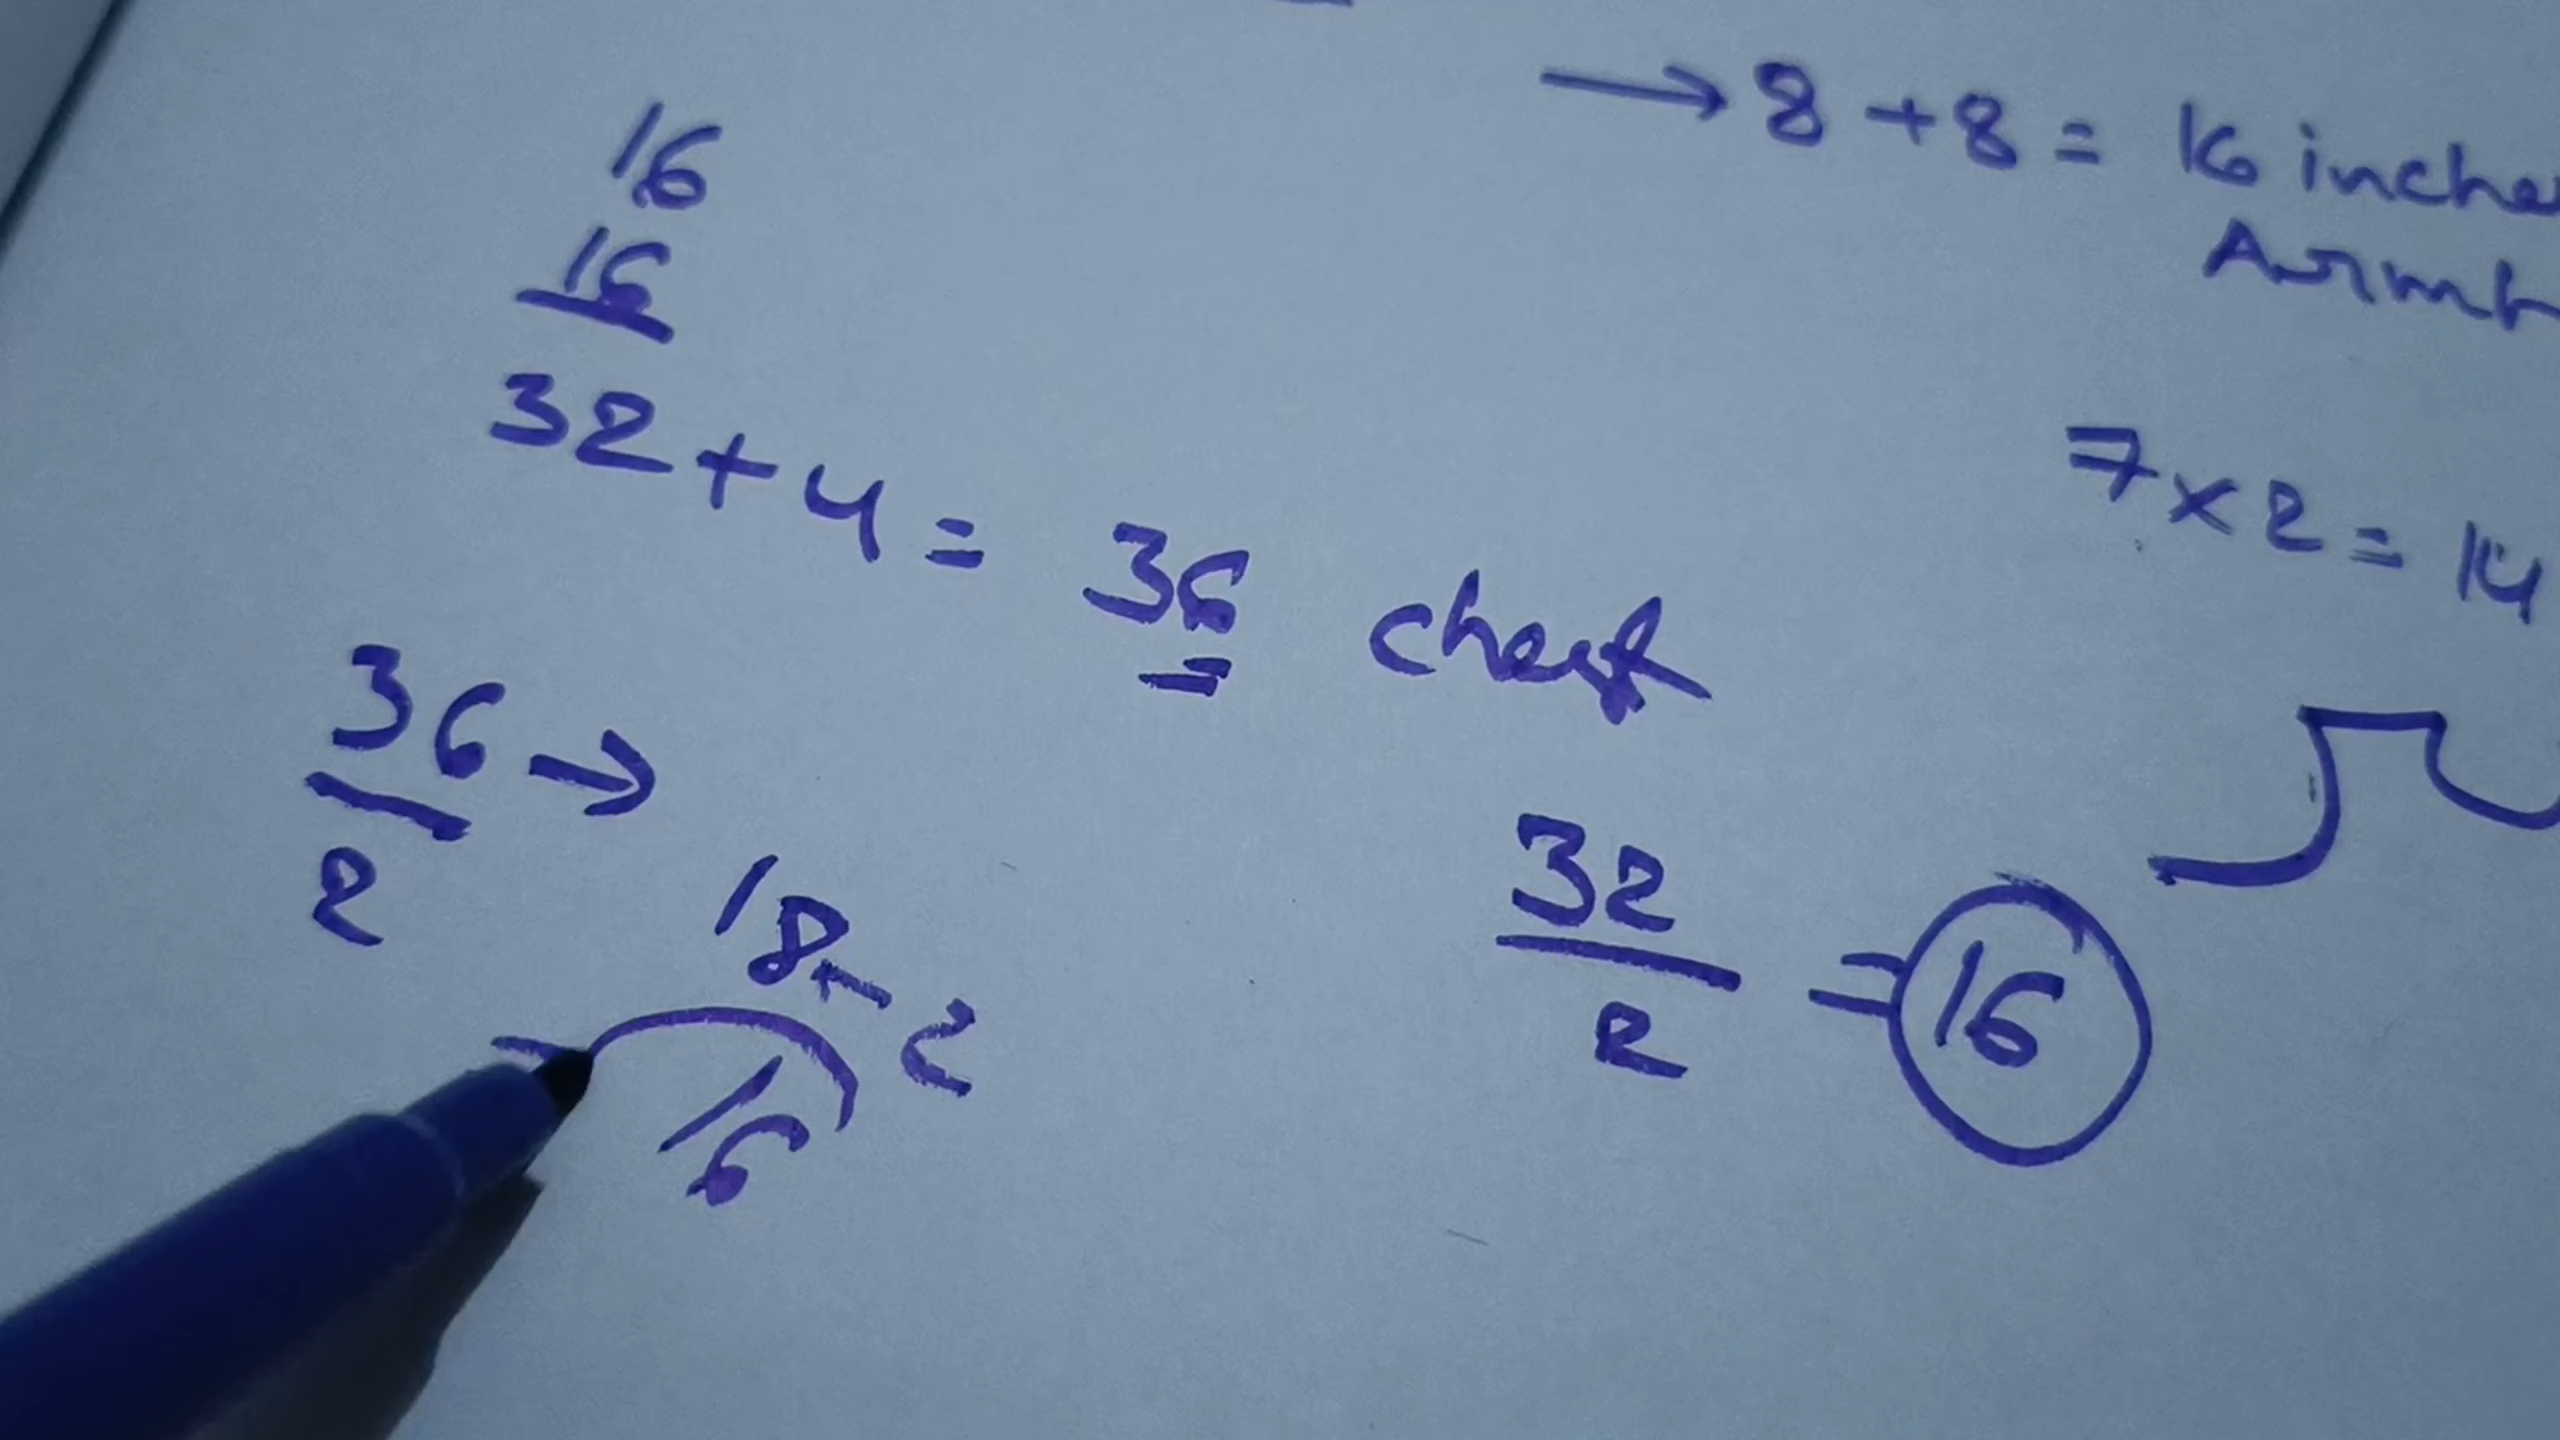 → 8 + 8 = 16 inche
Armh
16
16
32 + 4 = 36 chest
7 x 2 = 14
36 →
2
18 - 2
16
32
2
= 16